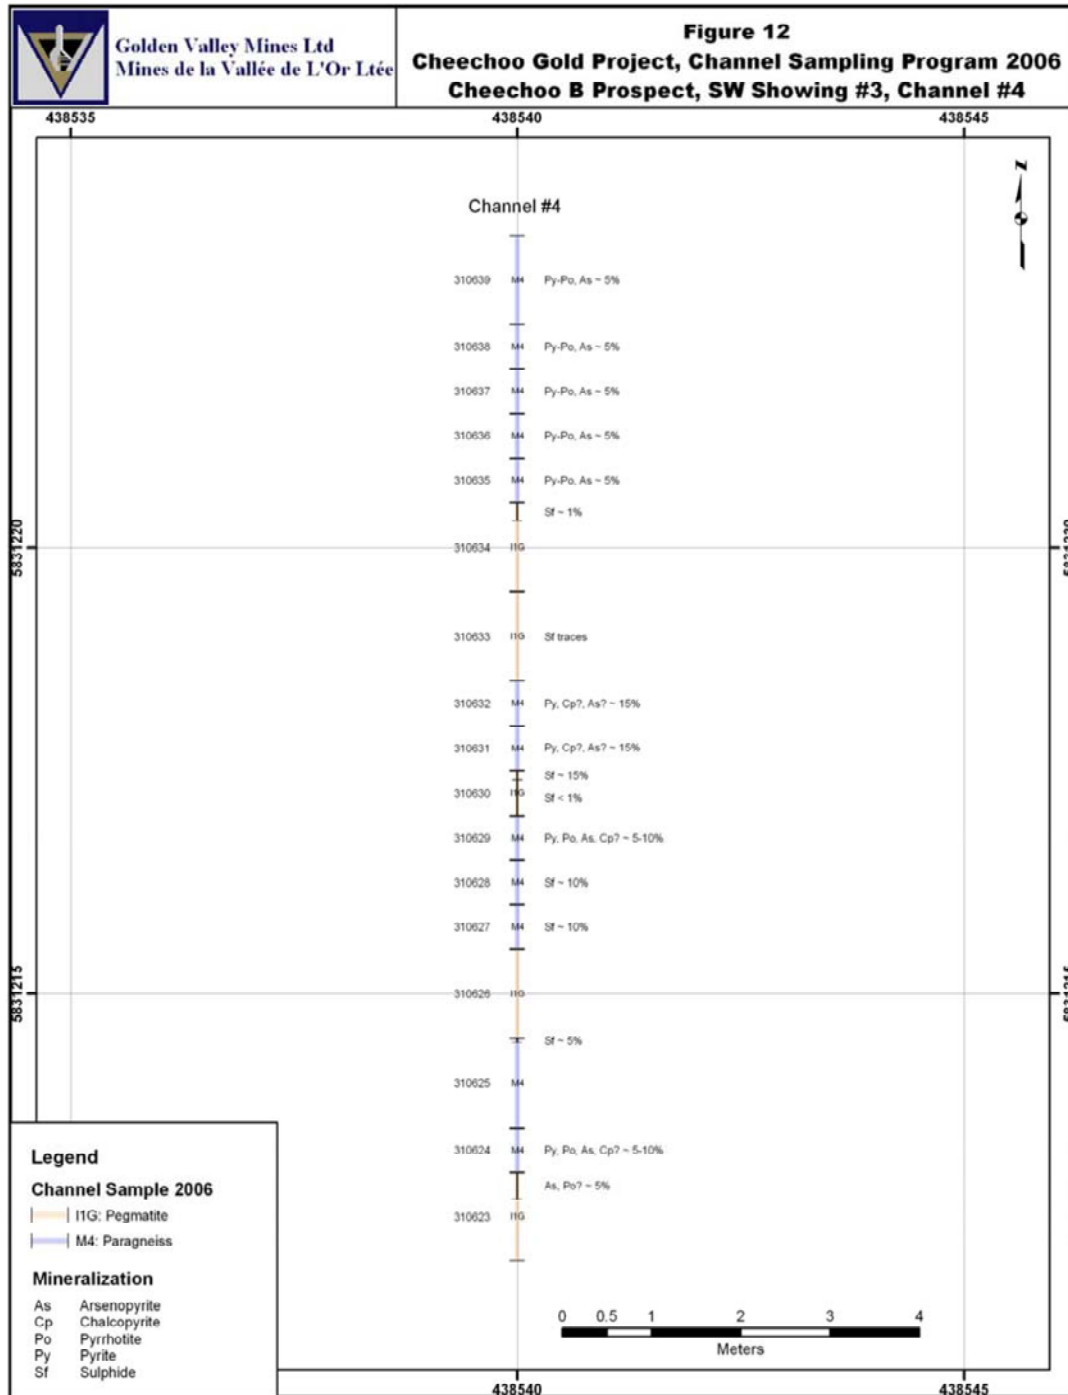 Golden Valley Mines Ltd
Mines de la Vallée de L'Or Ltée
Figure 12
Cheechoo Gold Project, Channel Sampling Program 2006
Cheechoo B Prospect, SW Showing #3, Channel #4
438535 438540 438545
Z
Channel #4
310639 M4 Py-Po, As ~ 5%
310638 M4 Py-Po, As ~ 5%
310637 M4 Py-Po, As ~ 5%
310636 M4 Py-Po, As ~ 5%
310635 M4 Py-Po, As ~ 5%
Sf ~ 1%
5831220 310634 I1G 5831220
310633 I1G Sf traces
310632 M4 Py, Cp?, As? ~ 15%
310631 M4 Py, Cp?, As? ~ 15%
Sf ~ 15%
310630 I1G Sf < 1%
310629 M4 Py, Po, As, Cp? ~ 5-10%
310628 M4 Sf ~ 10%
310627 M4 Sf ~ 10%
5831215 310626 I1G 5831215
Sf ~ 5%
310625 M4
310624 M4 Py, Po, As, Cp? ~ 5-10%
As, Po? ~ 5%
310623 I1G
Legend
Channel Sample 2006
I1G: Pegmatite
M4: Paragneiss
Mineralization
As Arsenopyrite
Cp Chalcopyrite
Po Pyrrhotite
Py Pyrite
Sf Sulphide
0 0.5 1 2 3 4
Meters
438540 438545